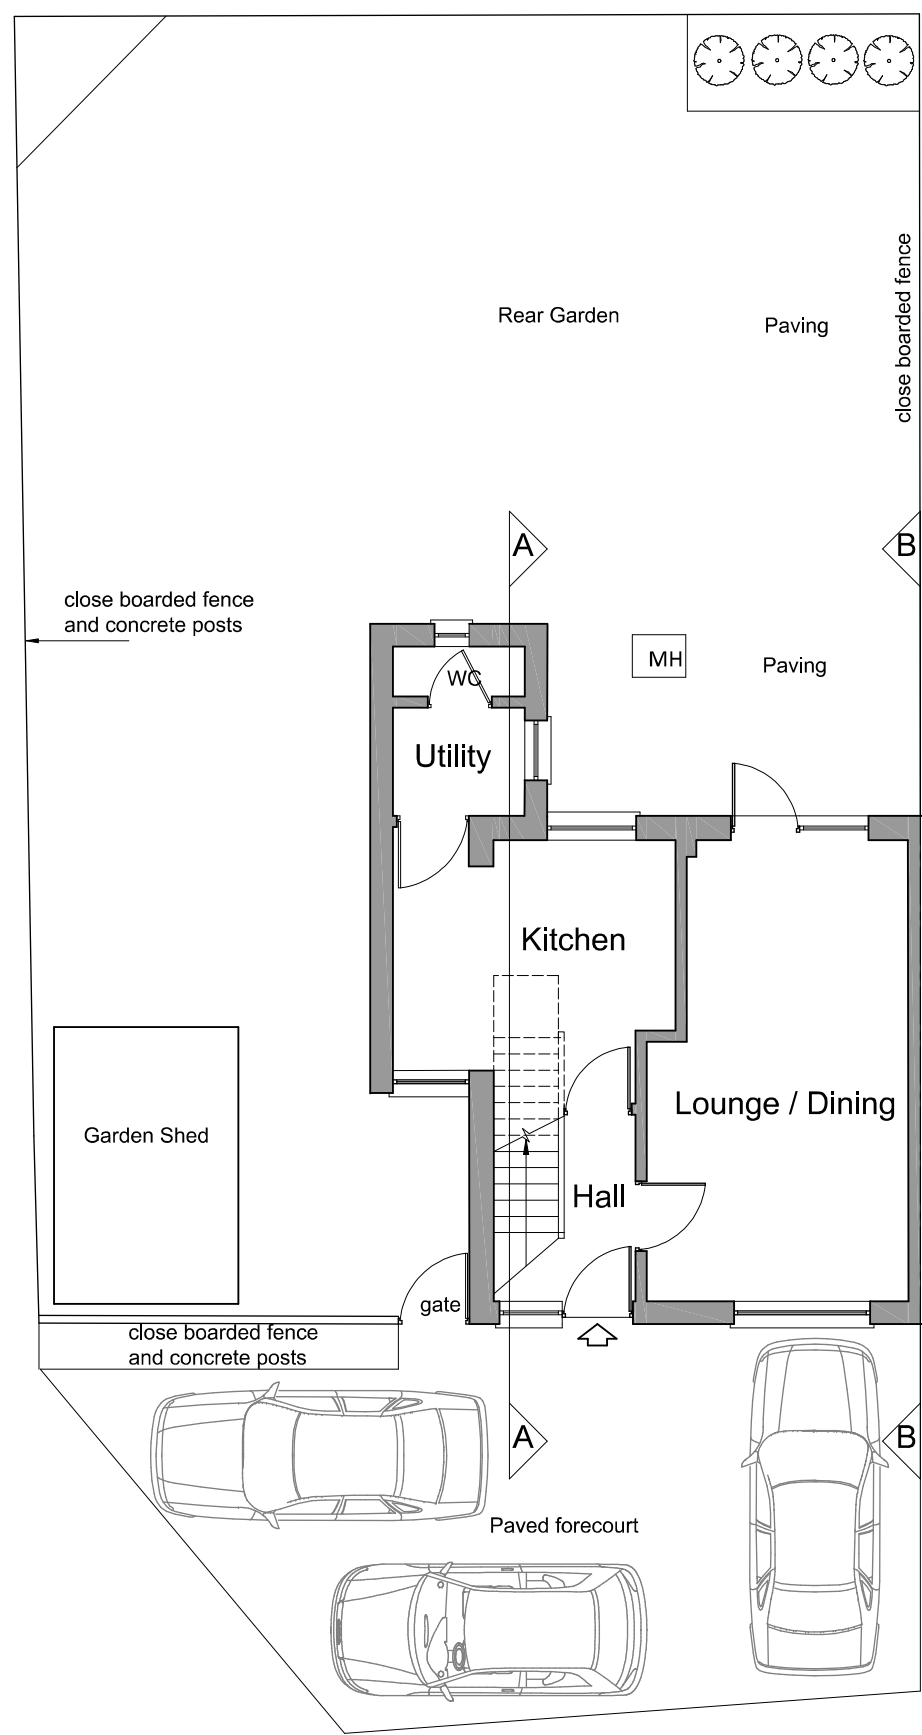 Rear Garden
Paving
close boarded fence
A
B
close boarded fence
and concrete posts
MH
Paving
WC
Utility
Kitchen
Lounge / Dining
Garden Shed
Hall
gate
close boarded fence
and concrete posts
A
B
Paved forecourt